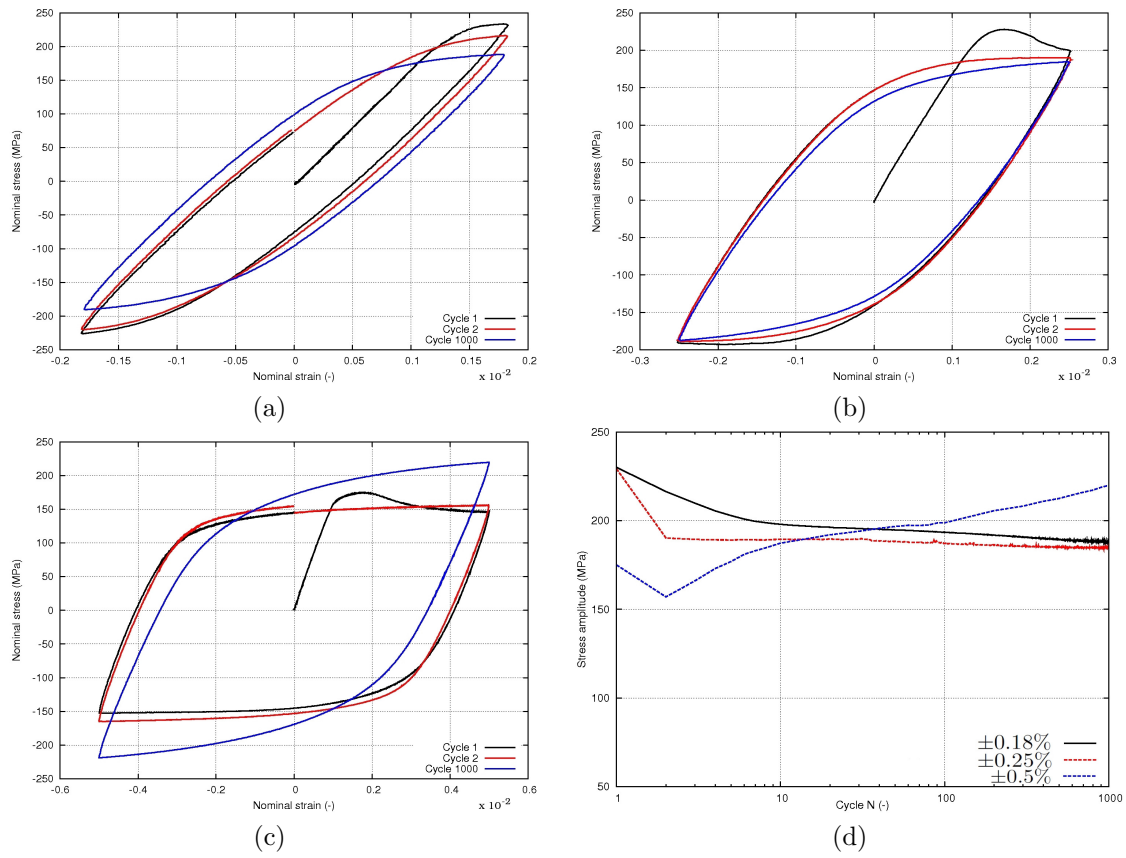 250
200
150
100
50
0
-50
-100
-150
-200
-250
-0.2 -0.15 -0.1 -0.05 0 0.05 0.1 0.15 0.2
Nominal stress (MPa)
Nominal strain (-)
x 10-2
Cycle 1
Cycle 2
Cycle 1000
(a)
250
200
150
100
50
0
-50
-100
-150
-200
-0.3 -0.2 -0.1 0 0.1 0.2 0.3
Nominal stress (MPa)
Nominal strain (-)
x 10-2
Cycle 1
Cycle 2
Cycle 1000
(b)
250
200
150
100
50
0
-50
-100
-150
-200
-250
-0.6 -0.4 -0.2 0 0.2 0.4 0.6
Nominal stress (MPa)
Nominal strain (-)
x 10-2
Cycle 1
Cycle 2
Cycle 1000
(c)
250
200
150
100
50
1 10 100 1000
Stress amplitude (MPa)
Cycle N (-)
±0.18%
±0.25%
±0.5%
(d)